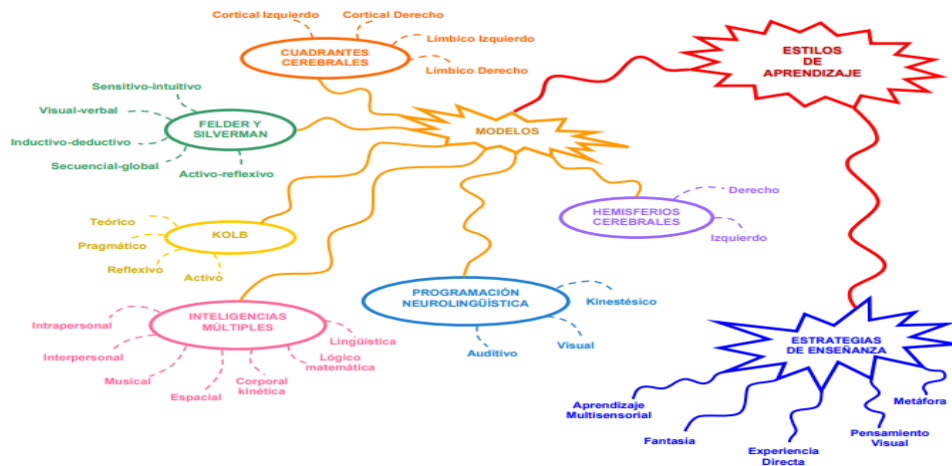 ESTILOS
DE
APRENDIZAJE
MODELOS
CUADRANTES
CEREBRALES
Cortical Izquierdo
Cortical Derecho
Límbico Izquierdo
Límbico Derecho
FELDER Y
SILVERMAN
Sensitivo-intuitivo
Visual-verbal
Inductivo-deductivo
Secuencial-global
Activo-reflexivo
KOLB
Teórico
Pragmático
Reflexivo
Activo
INTELIGENCIAS
MÚLTIPLES
Intrapersonal
Interpersonal
Musical
Espacial
Corporal
kinética
Lógico
matemática
Lingüística
PROGRAMACIÓN
NEUROLINGÜÍSTICA
Kinestésico
Visual
Auditivo
HEMISFERIOS
CEREBRALES
Derecho
Izquierdo
ESTRATEGIAS
DE ENSEÑANZA
Aprendizaje
Multisensorial
Fantasía
Experiencia
Directa
Pensamiento
Visual
Metáfora